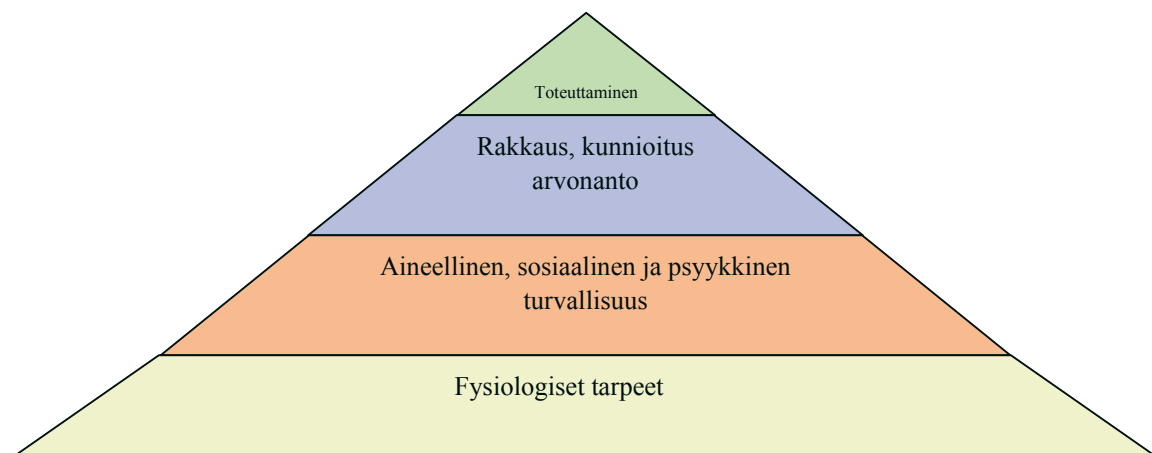 Toteuttaminen
Rakkaus, kunnioitus
arvonanto
Aineellinen, sosiaalinen ja psyykkinen
turvallisuus
Fysiologiset tarpeet